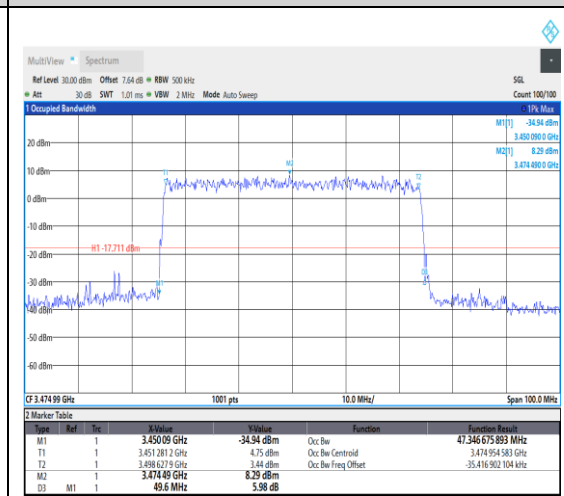 MultiView Spectrum
Ref Level 30.00 dBm Offset 7.64 dB RBW 500 kHz SGL
Att 30 dB SWT 1.01 ms VBW 2 MHz Mode Auto Sweep Count 100/100
1 Occupied Bandwidth 1Pk Max
M1[1] -34.94 dBm
3.450 090 0 GHz
M2[1] 8.29 dBm
3.474 490 0 GHz
20 dBm
10 dBm
T1 M2 T2
0 dBm
-10 dBm
H1 -17.711 dBm
-20 dBm
-30 dBm
M1
-40 dBm
-50 dBm
-60 dBm
CF 3.474 99 GHz 1001 pts 10.0 MHz/ Span 100.0 MHz
2 Marker Table
Type Ref Trc X-Value Y-Value Function Function Result
M1 1 3.450 09 GHz -34.94 dBm Occ Bw 47.346 675 893 MHz
T1 1 3.451 281 2 GHz 4.75 dBm Occ Bw Centroid 3.474 954 583 GHz
T2 1 3.498 627 9 GHz 3.44 dBm Occ Bw Freq Offset -35.416 902 104 kHz
M2 1 3.474 49 GHz 8.29 dBm
D3 M1 1 49.6 MHz 5.98 dB